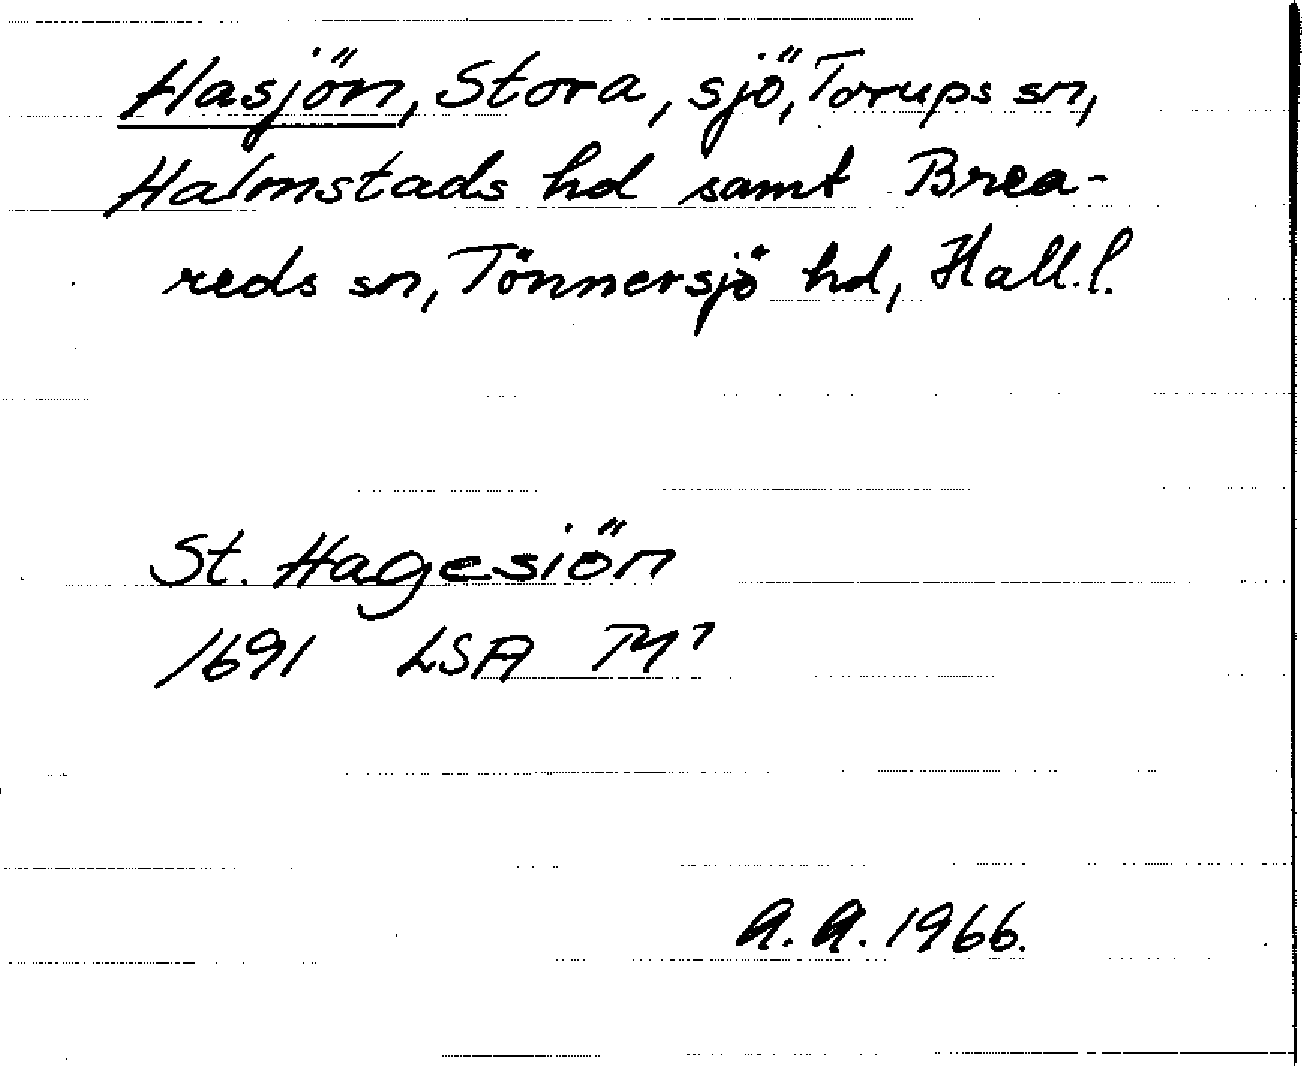 Hasjön, Stora, sjö, Torups sn,
Halmstads hd samt Brea-
reds sn, Tönnersjö hd, Hall.l.
St. Hagesiön
1691 LSA
A.A. 1966.